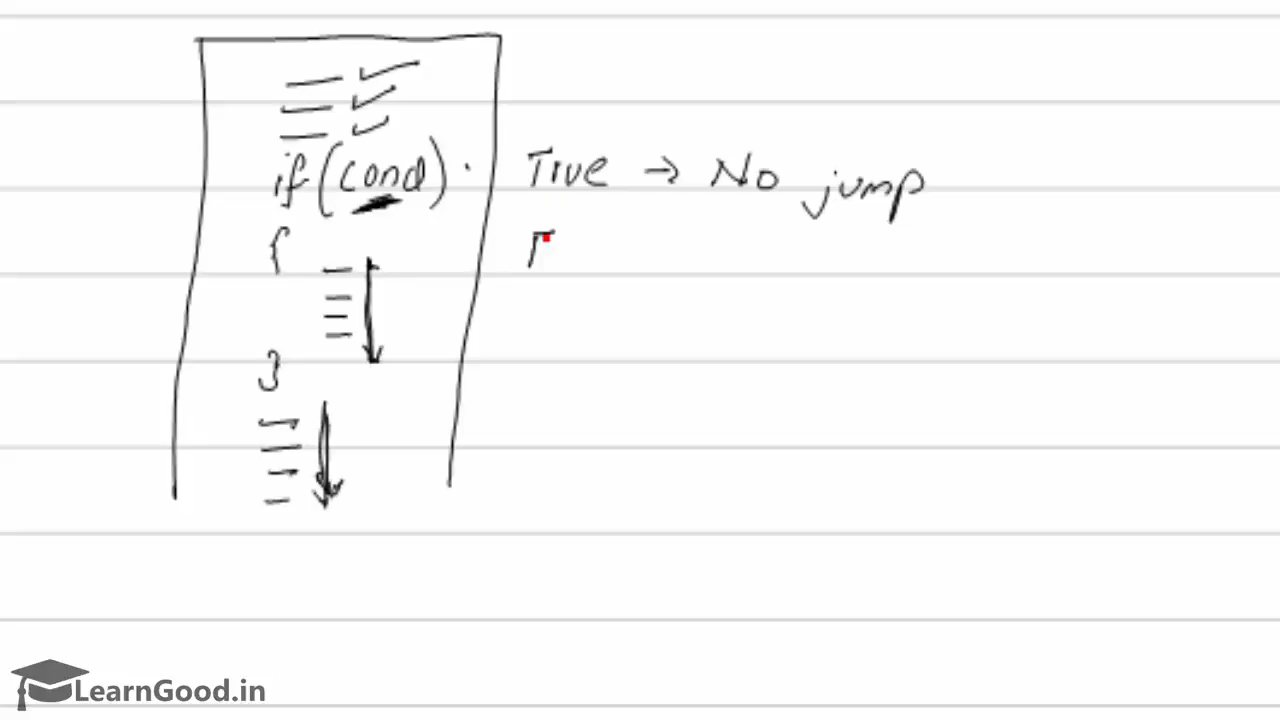 if (cond) . True → No jump
{
}
LearnGood.in